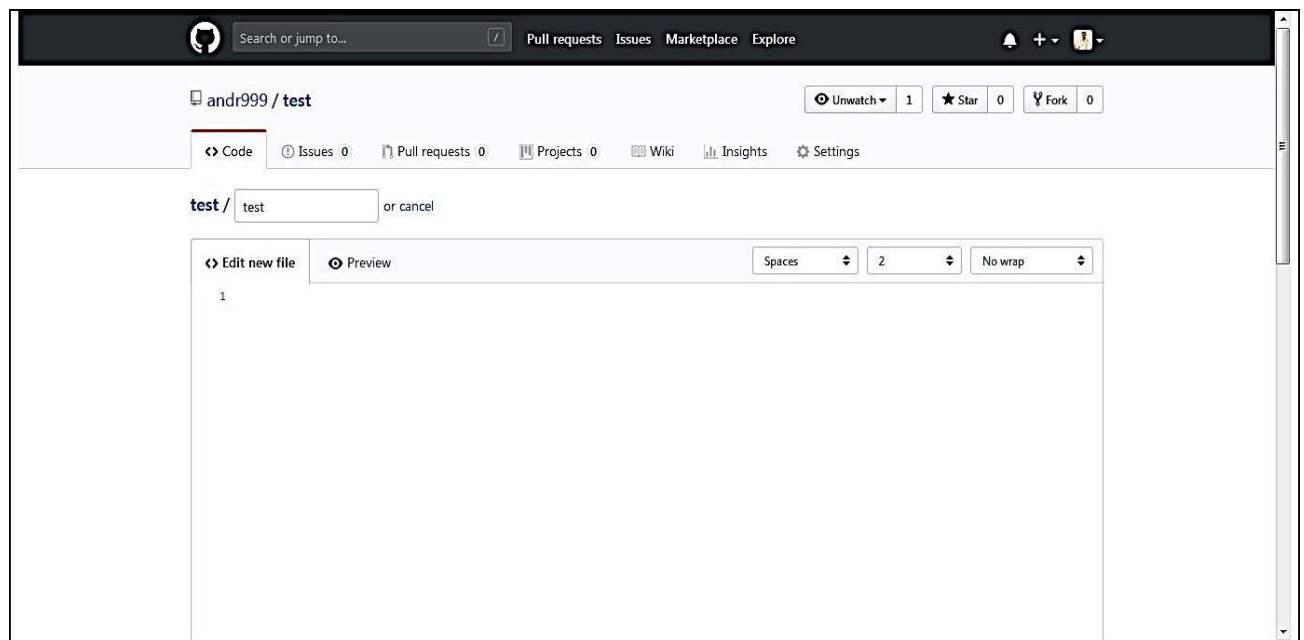 Search or jump to... / Pull requests Issues Marketplace Explore
andr999 / test Unwatch 1 Star 0 Fork 0
Code Issues 0 Pull requests 0 Projects 0 Wiki Insights Settings
test / test or cancel
<> Edit new file Preview Spaces 2 No wrap
1